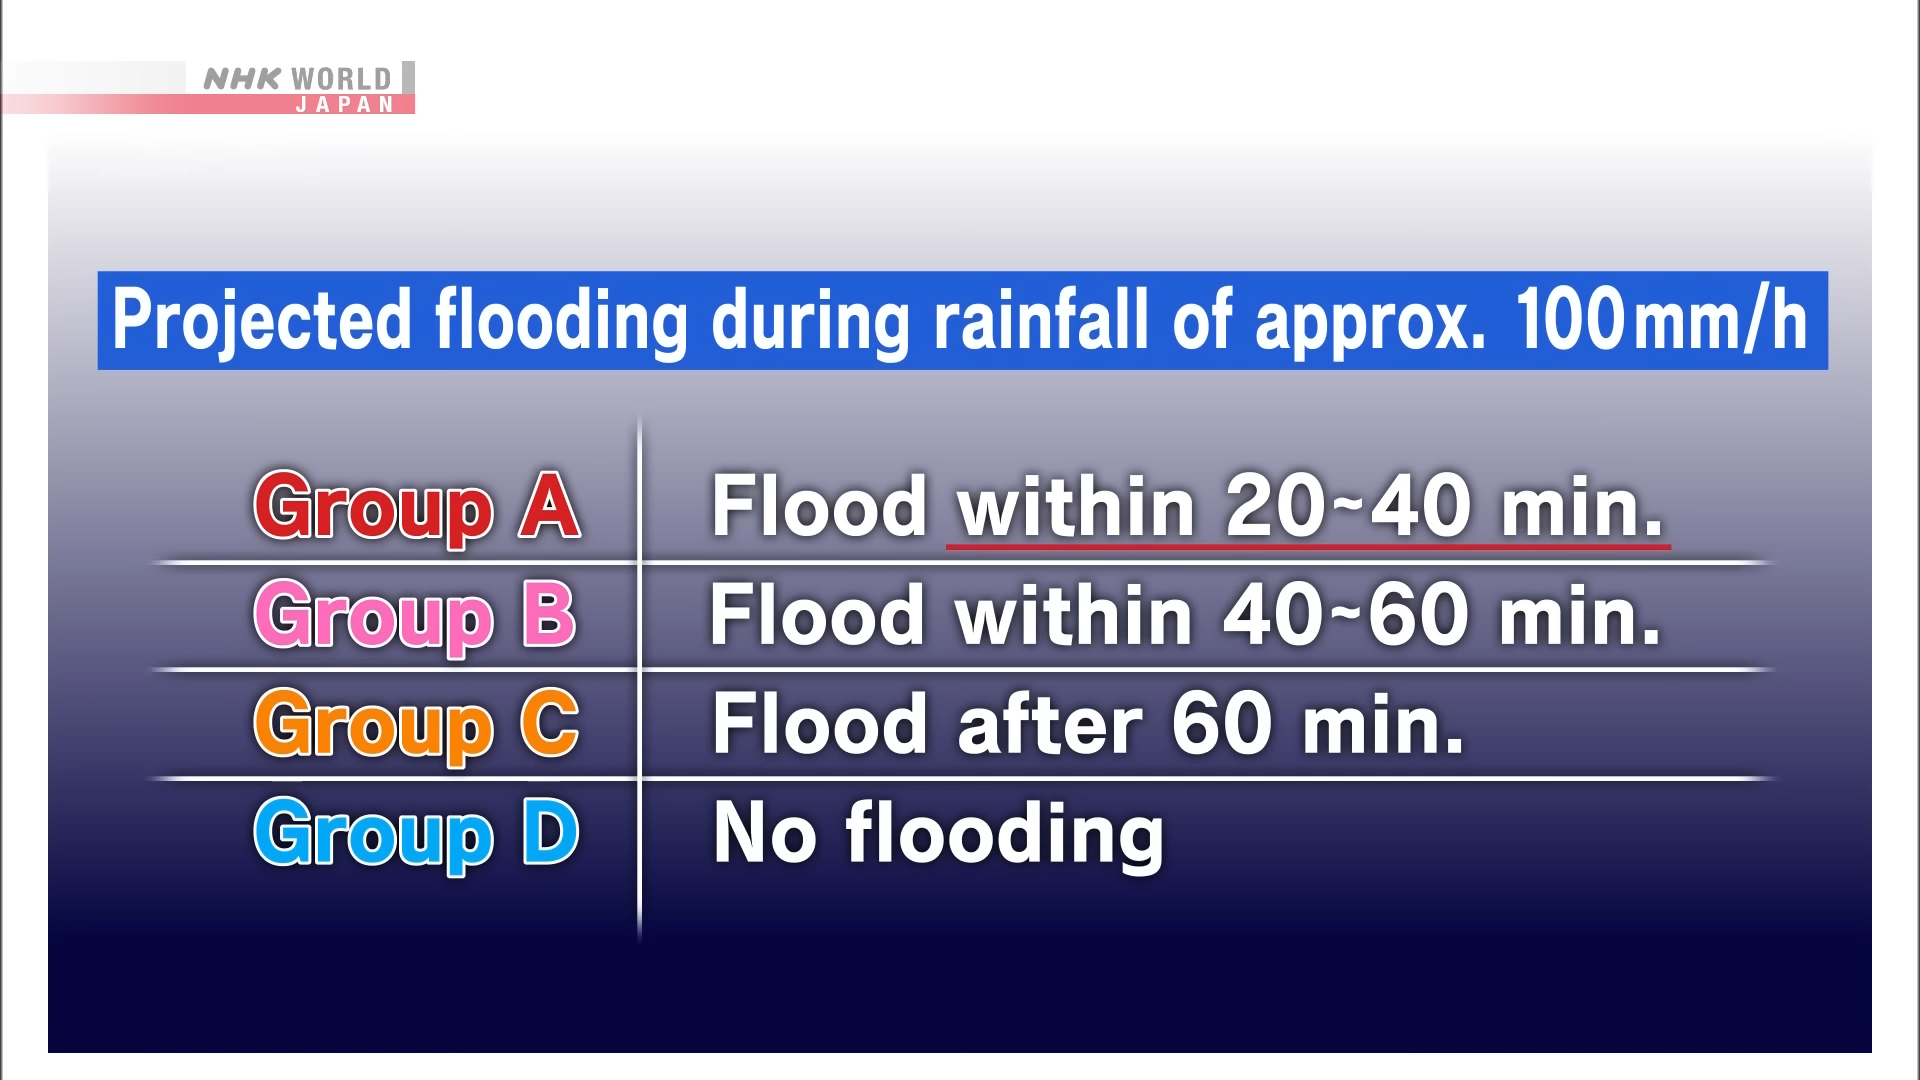 NHK WORLD
JAPAN
Projected flooding during rainfall of approx. 100mm/h
Group A
Flood within 20~40 min.
Group B
Flood within 40~60 min.
Group C
Flood after 60 min.
Group D
No flooding